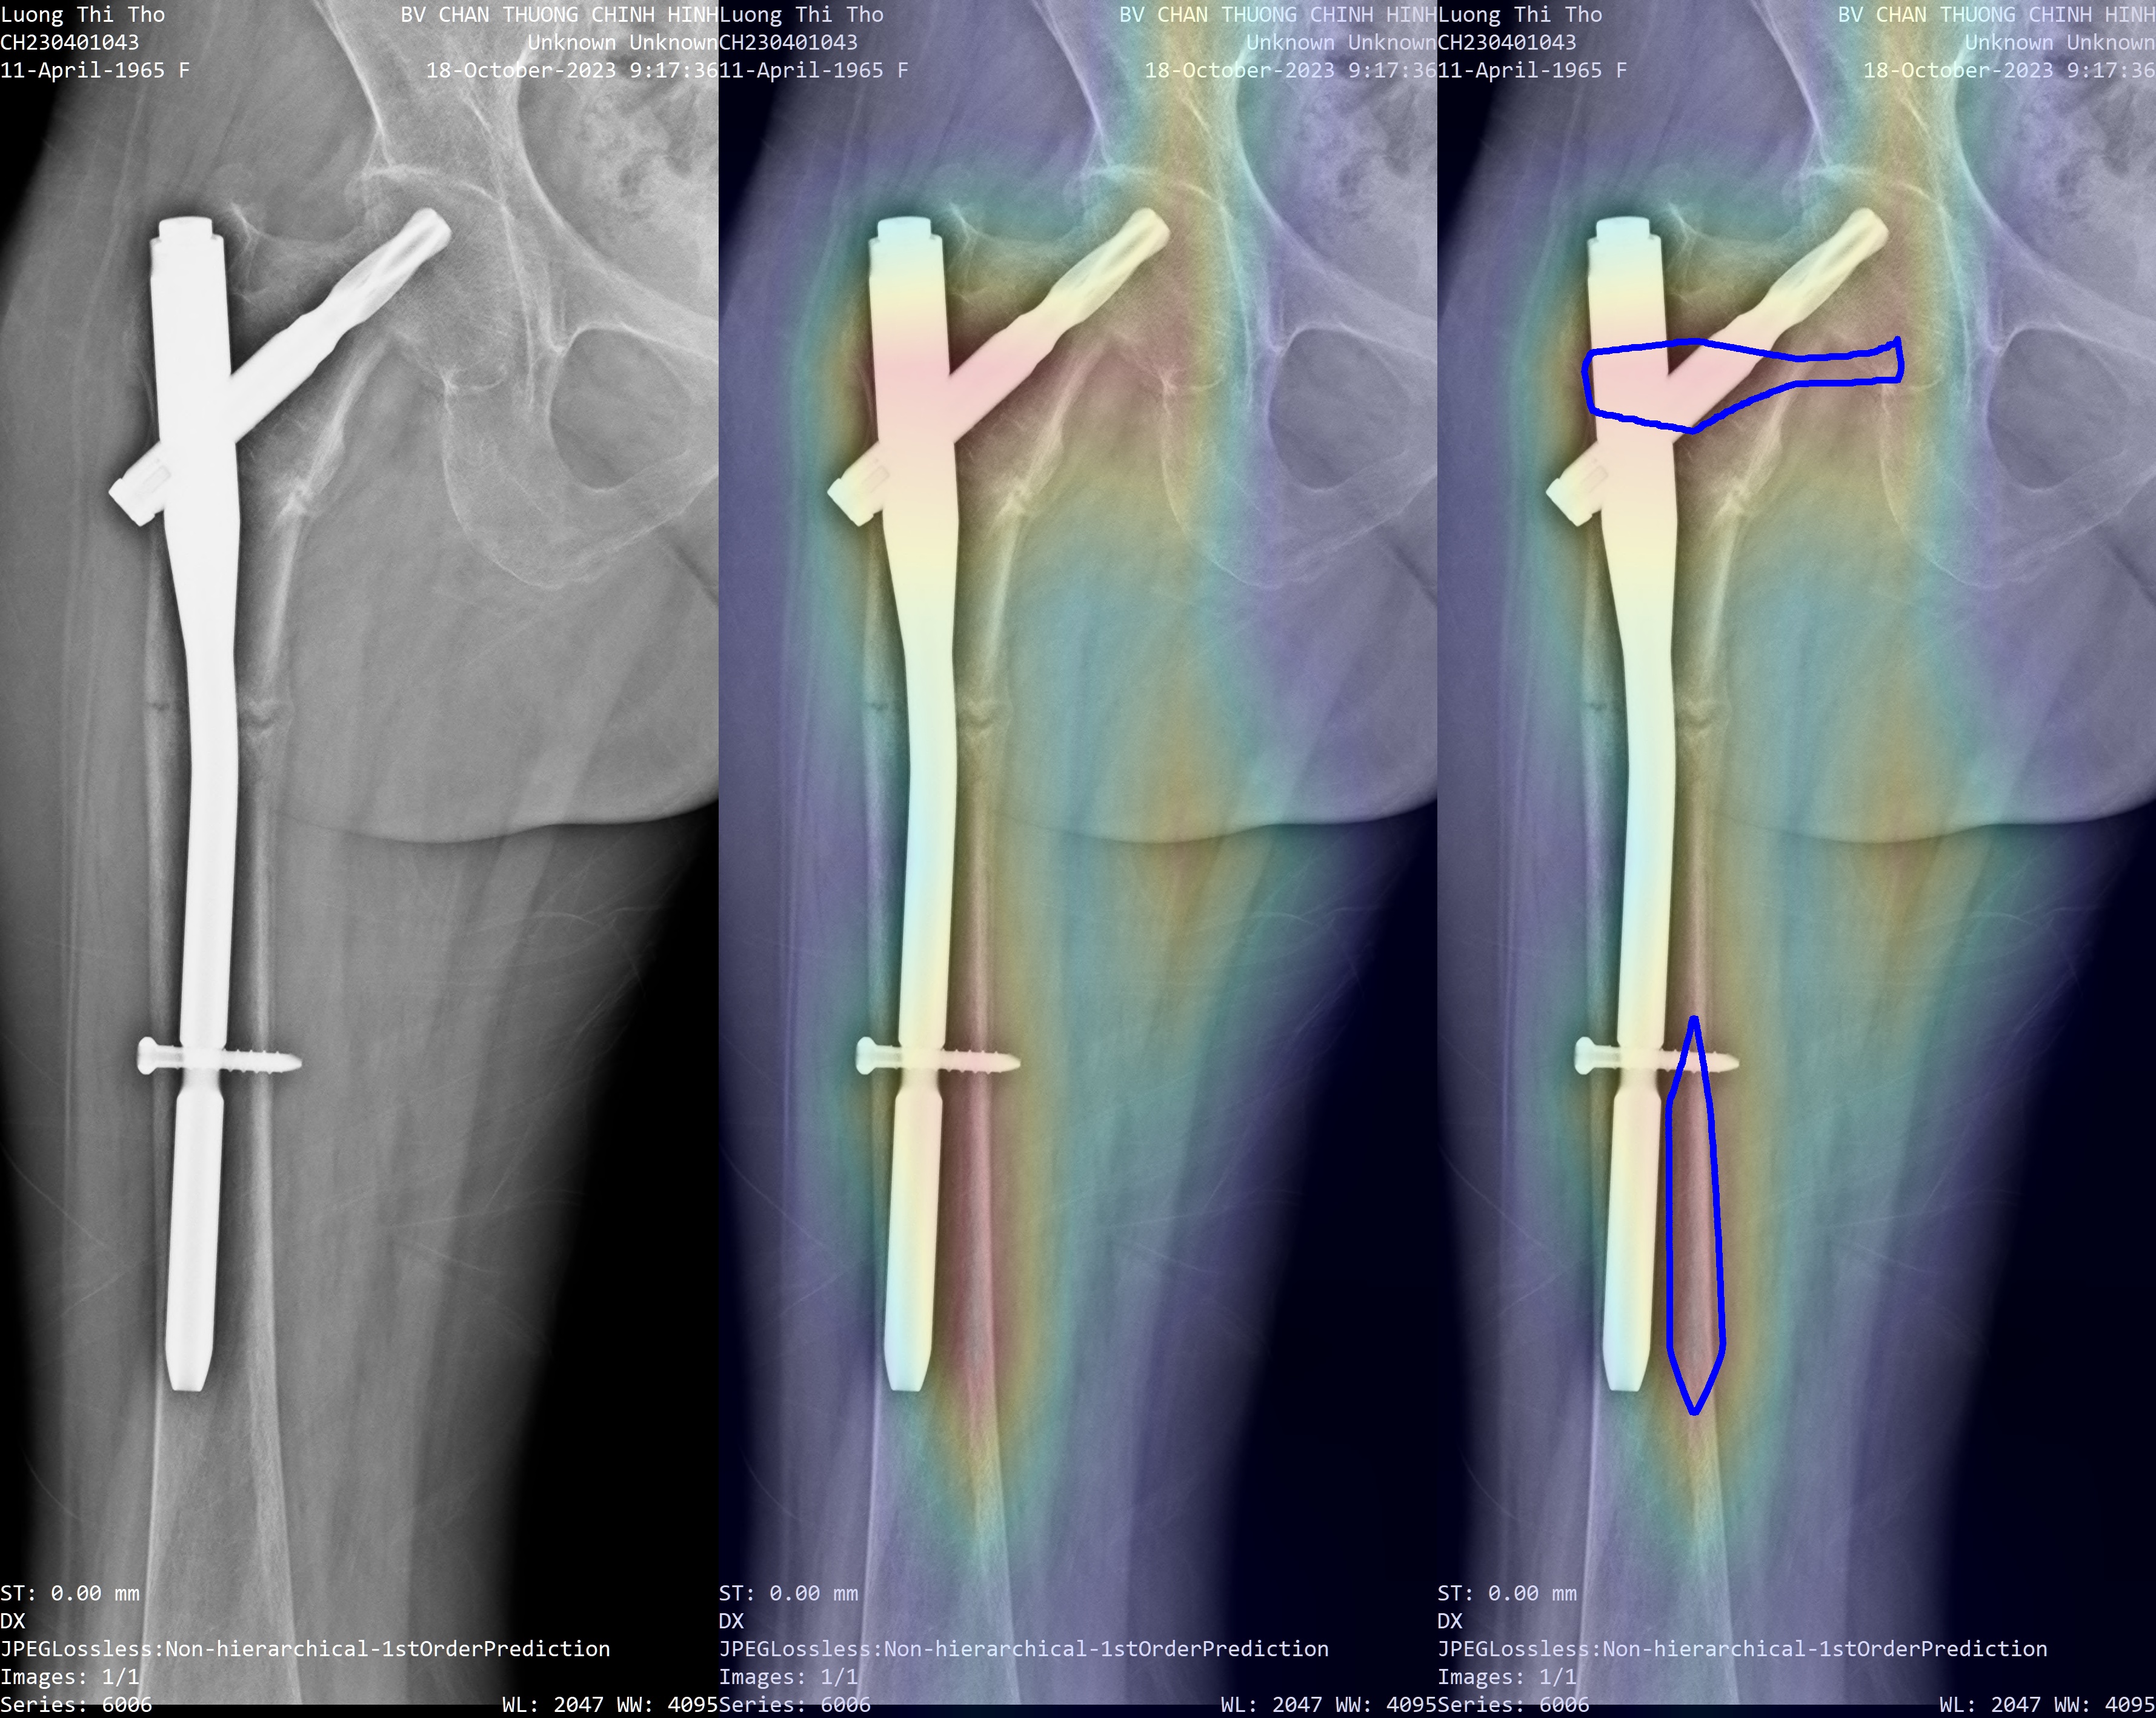 Luong Thi Tho
CH230401043
11-April-1965 F
BV CHAN THUONG CHINH HINH
Unknown Unknown
18-October-2023 9:17:36
ST: 0.00 mm
DX
JPEGLossless:Non-hierarchical-1stOrderPrediction
Images: 1/1
Series: 6006
WL: 2047 WW: 4095
Luong Thi Tho
CH230401043
11-April-1965 F
BV CHAN THUONG CHINH HINH
Unknown Unknown
18-October-2023 9:17:36
ST: 0.00 mm
DX
JPEGLossless:Non-hierarchical-1stOrderPrediction
Images: 1/1
Series: 6006
WL: 2047 WW: 4095
Luong Thi Tho
CH230401043
11-April-1965 F
BV CHAN THUONG CHINH HINH
Unknown Unknown
18-October-2023 9:17:36
ST: 0.00 mm
DX
JPEGLossless:Non-hierarchical-1stOrderPrediction
Images: 1/1
Series: 6006
WL: 2047 WW: 4095